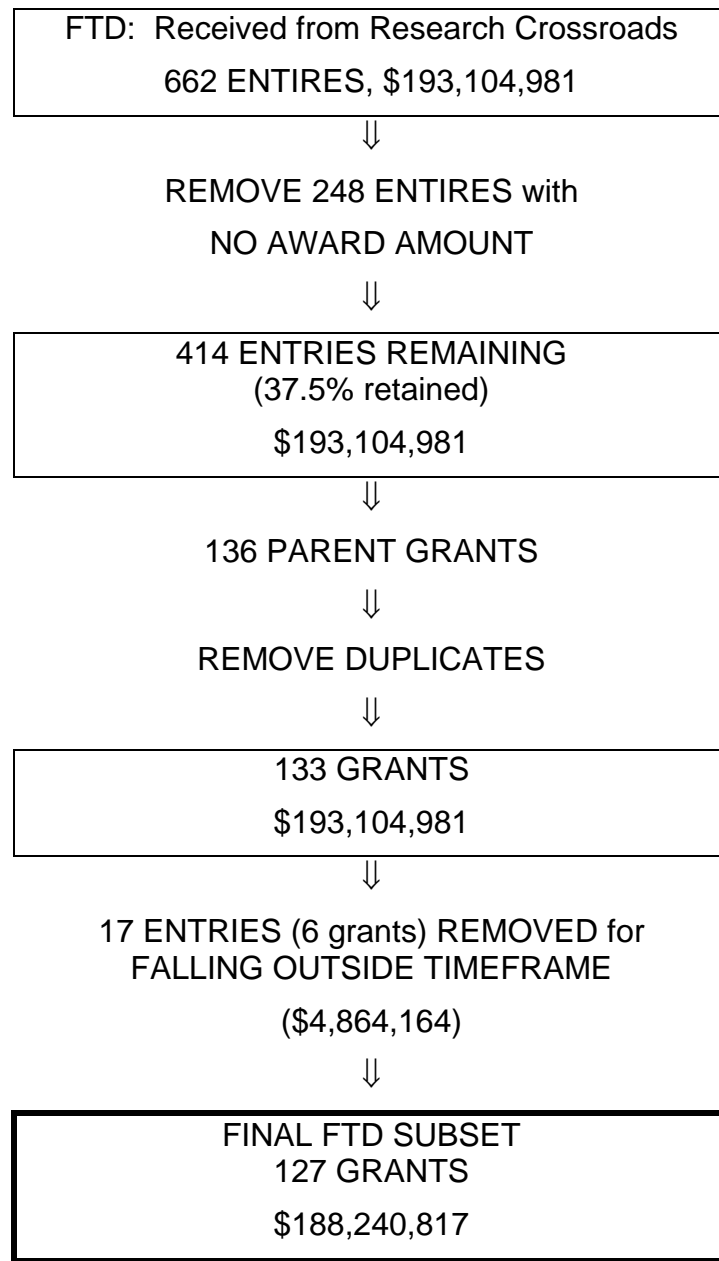 FTD: Received from Research Crossroads
662 ENTIRES, $193,104,981
⇓
REMOVE 248 ENTIRES with
NO AWARD AMOUNT
⇓
414 ENTRIES REMAINING
(37.5% retained)
$193,104,981
⇓
136 PARENT GRANTS
⇓
REMOVE DUPLICATES
⇓
133 GRANTS
$193,104,981
⇓
17 ENTRIES (6 grants) REMOVED for
FALLING OUTSIDE TIMEFRAME
($4,864,164)
⇓
FINAL FTD SUBSET
127 GRANTS
$188,240,817